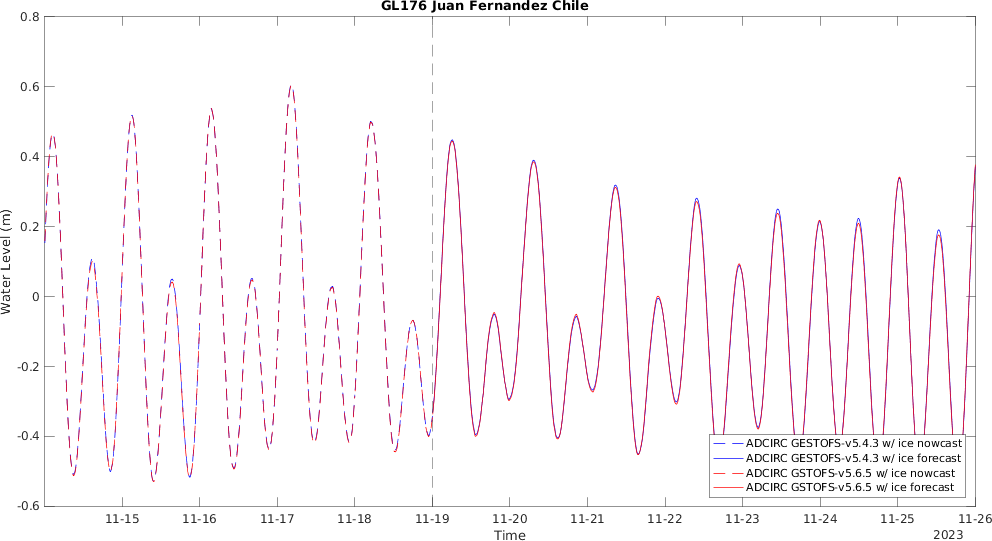 GL176 Juan Fernandez Chile
0.8
0.6
0.4
0.2
0
-0.2
-0.4
-0.6
Water Level (m)
ADCIRC GESTOFS-v5.4.3 w/ ice nowcast
ADCIRC GESTOFS-v5.4.3 w/ ice forecast
ADCIRC GSTOFS-v5.6.5 w/ ice nowcast
ADCIRC GSTOFS-v5.6.5 w/ ice forecast
11-15 11-16 11-17 11-18 11-19 11-20 11-21 11-22 11-23 11-24 11-25 11-26
Time
2023